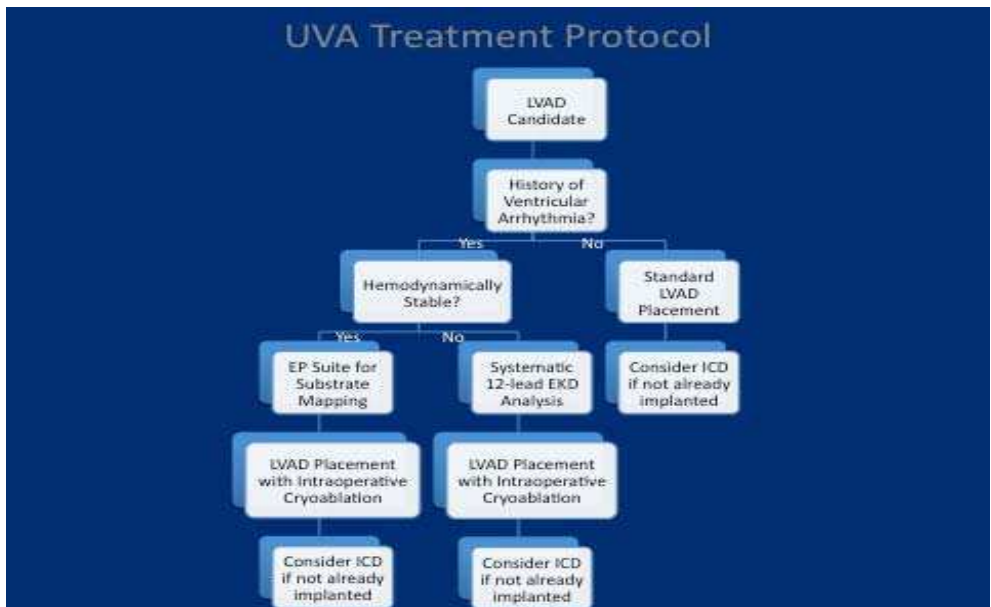 UVA Treatment Protocol
LVAD
Candidate
History of
Ventricular
Arrhythmia?
Yes
No
Hemodynamically
Stable?
Standard
LVAD
Placement
Yes
No
EP Suite for
Substrate
Mapping
Systematic
12-lead EKD
Analysis
Consider ICD
if not already
implanted
LVAD Placement
with Intraoperative
Cryoablation
LVAD Placement
with Intraoperative
Cryoablation
Consider ICD
if not already
implanted
Consider ICD
if not already
implanted